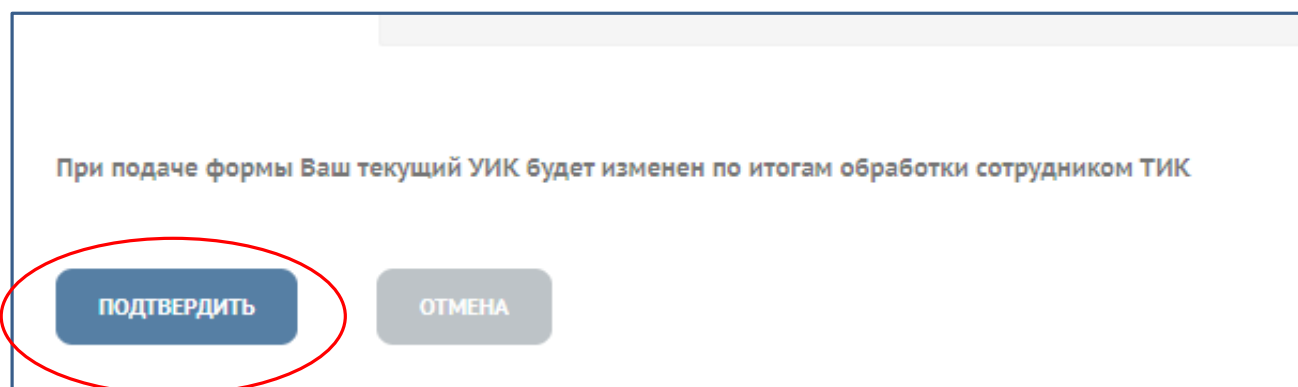 При подаче формы Ваш текущий УИК будет изменен по итогам обработки сотрудником ТИК
ПОДТВЕРДИТЬ
ОТМЕНА